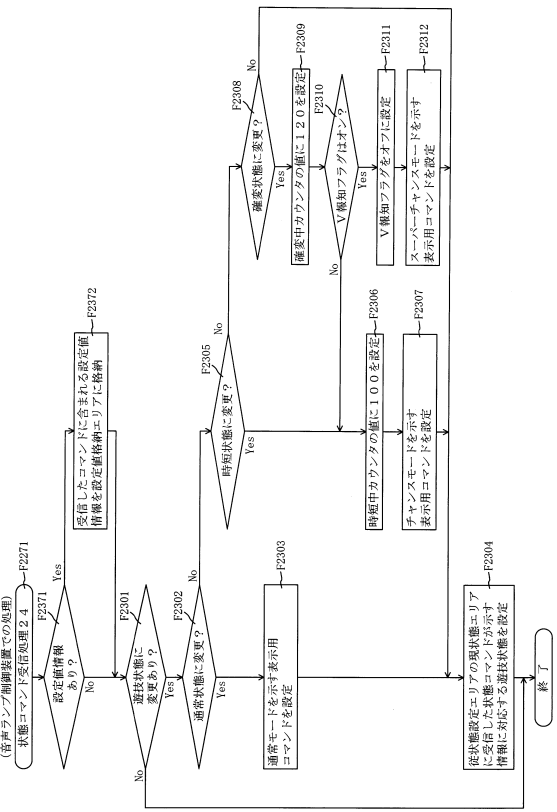 (音声ランプ制御装置での処理)
状態コマンド受信処理24
F2271
設定値情報
あり？
F2371
Yes
No
受信したコマンドに含まれる設定値
情報を設定値格納エリアに格納
F2372
遊技状態に
変更あり？
F2301
No
Yes
通常状態に変更？
F2302
No
Yes
通常モードを示す表示用
コマンドを設定
F2303
時短状態に変更？
F2305
No
Yes
時短中カウンタの値に100を設定
F2306
チャンスモードを示す
表示用コマンドを設定
F2307
確変状態に変更？
F2308
No
Yes
確変中カウンタの値に120を設定
F2309
V報知フラグはオン？
F2310
No
Yes
V報知フラグをオフに設定
F2311
スーパーチャンスモードを示す
表示用コマンドを設定
F2312
従状態設定エリアの現状態エリア
に受信した状態コマンドが示す
情報に対応する遊技状態を設定
F2304
終了